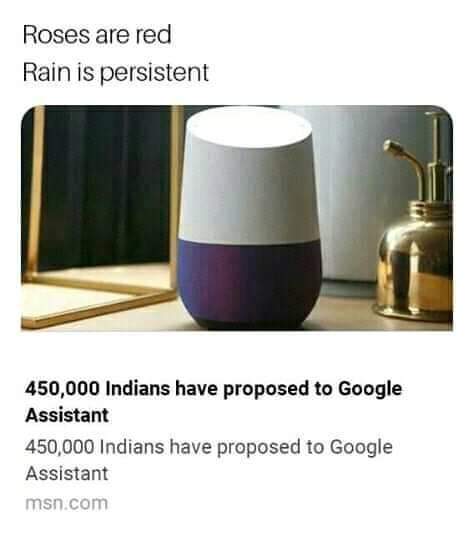 Roses are red
Rain is persistent
450,000 Indians have proposed to Google
Assistant
450,000 Indians have proposed to Google
Assistant
msn.com